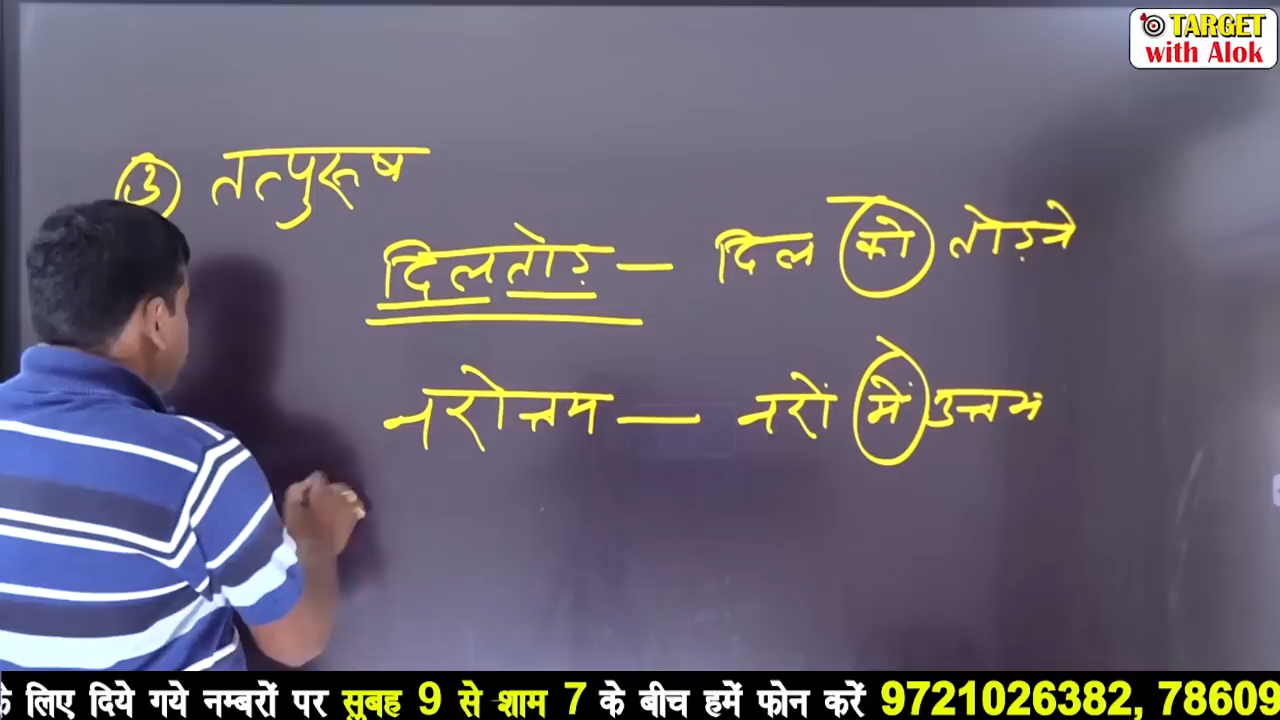 TARGET
with Alok
③ तत्पुरूष
दिलतोड़ — दिल को तोड़ने
नरोत्तम — नरों में उत्तम
के लिए दिये गये नम्बरों पर सुबह 9 से शाम 7 के बीच हमें फोन करें 9721026382, 78609